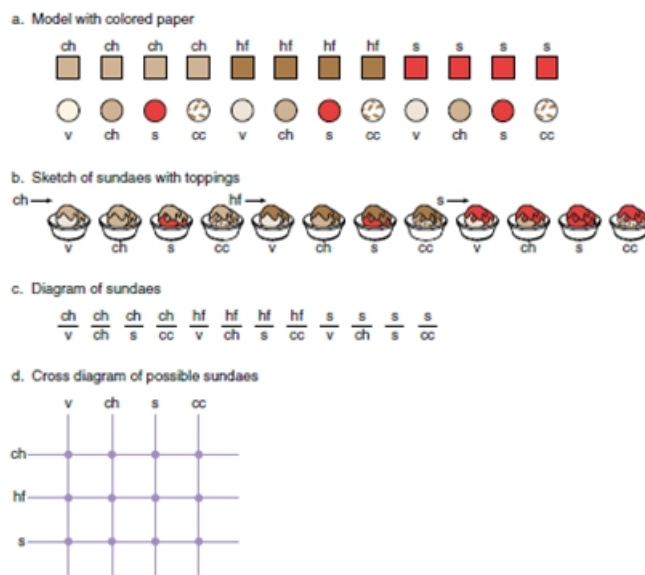 a. Model with colored paper
ch ch ch ch hf hf hf hf s s s s
v ch s cc v ch s cc v ch s cc
b. Sketch of sundaes with toppings
ch hf s
v ch s cc v ch s cc v ch s cc
c. Diagram of sundaes
ch ch ch ch hf hf hf hf s s s s
v ch s cc v ch s cc v ch s cc
d. Cross diagram of possible sundaes
v ch s cc
ch
hf
s